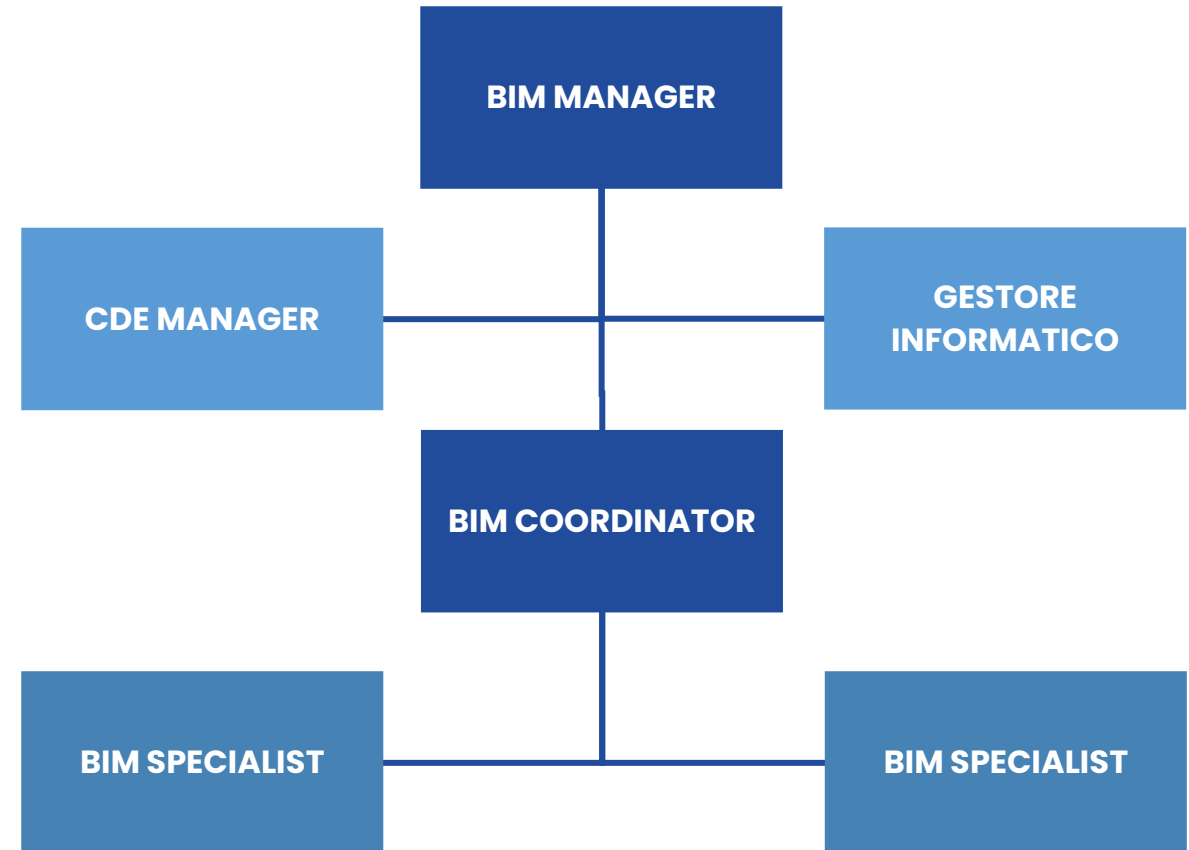 BIM MANAGER
CDE MANAGER
GESTORE
INFORMATICO
BIM COORDINATOR
BIM SPECIALIST
BIM SPECIALIST